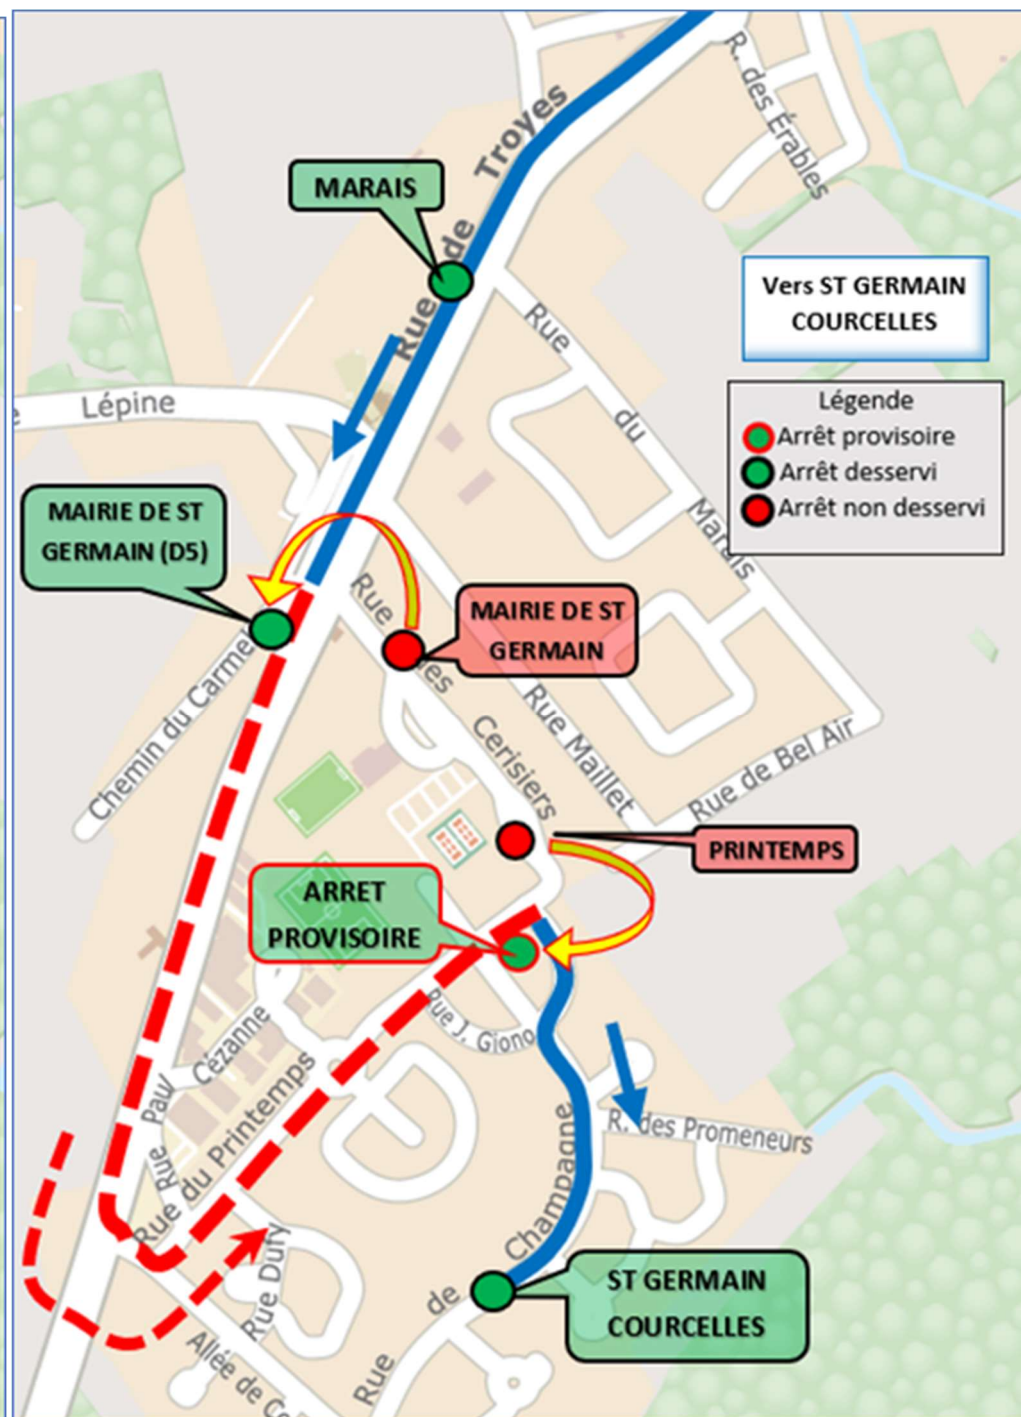 R. des Érables
Rue de Troyes
MARAIS
Vers ST GERMAIN
COURCELLES
Rue du Marais
Légende
Arrêt provisoire
Arrêt desservi
Arrêt non desservi
Lépine
MAIRIE DE ST
GERMAIN (D5)
MAIRIE DE ST
GERMAIN
Rue des Cerisiers
Chemin du Carmel
Rue Maillet
Rue de Bel Air
PRINTEMPS
ARRET
PROVISOIRE
Rue J. Giono
Rue Paul Cézanne
Rue du Printemps
R. des Promeneurs
Rue de Champagne
Rue Dufy
ST GERMAIN
COURCELLES
Allée de